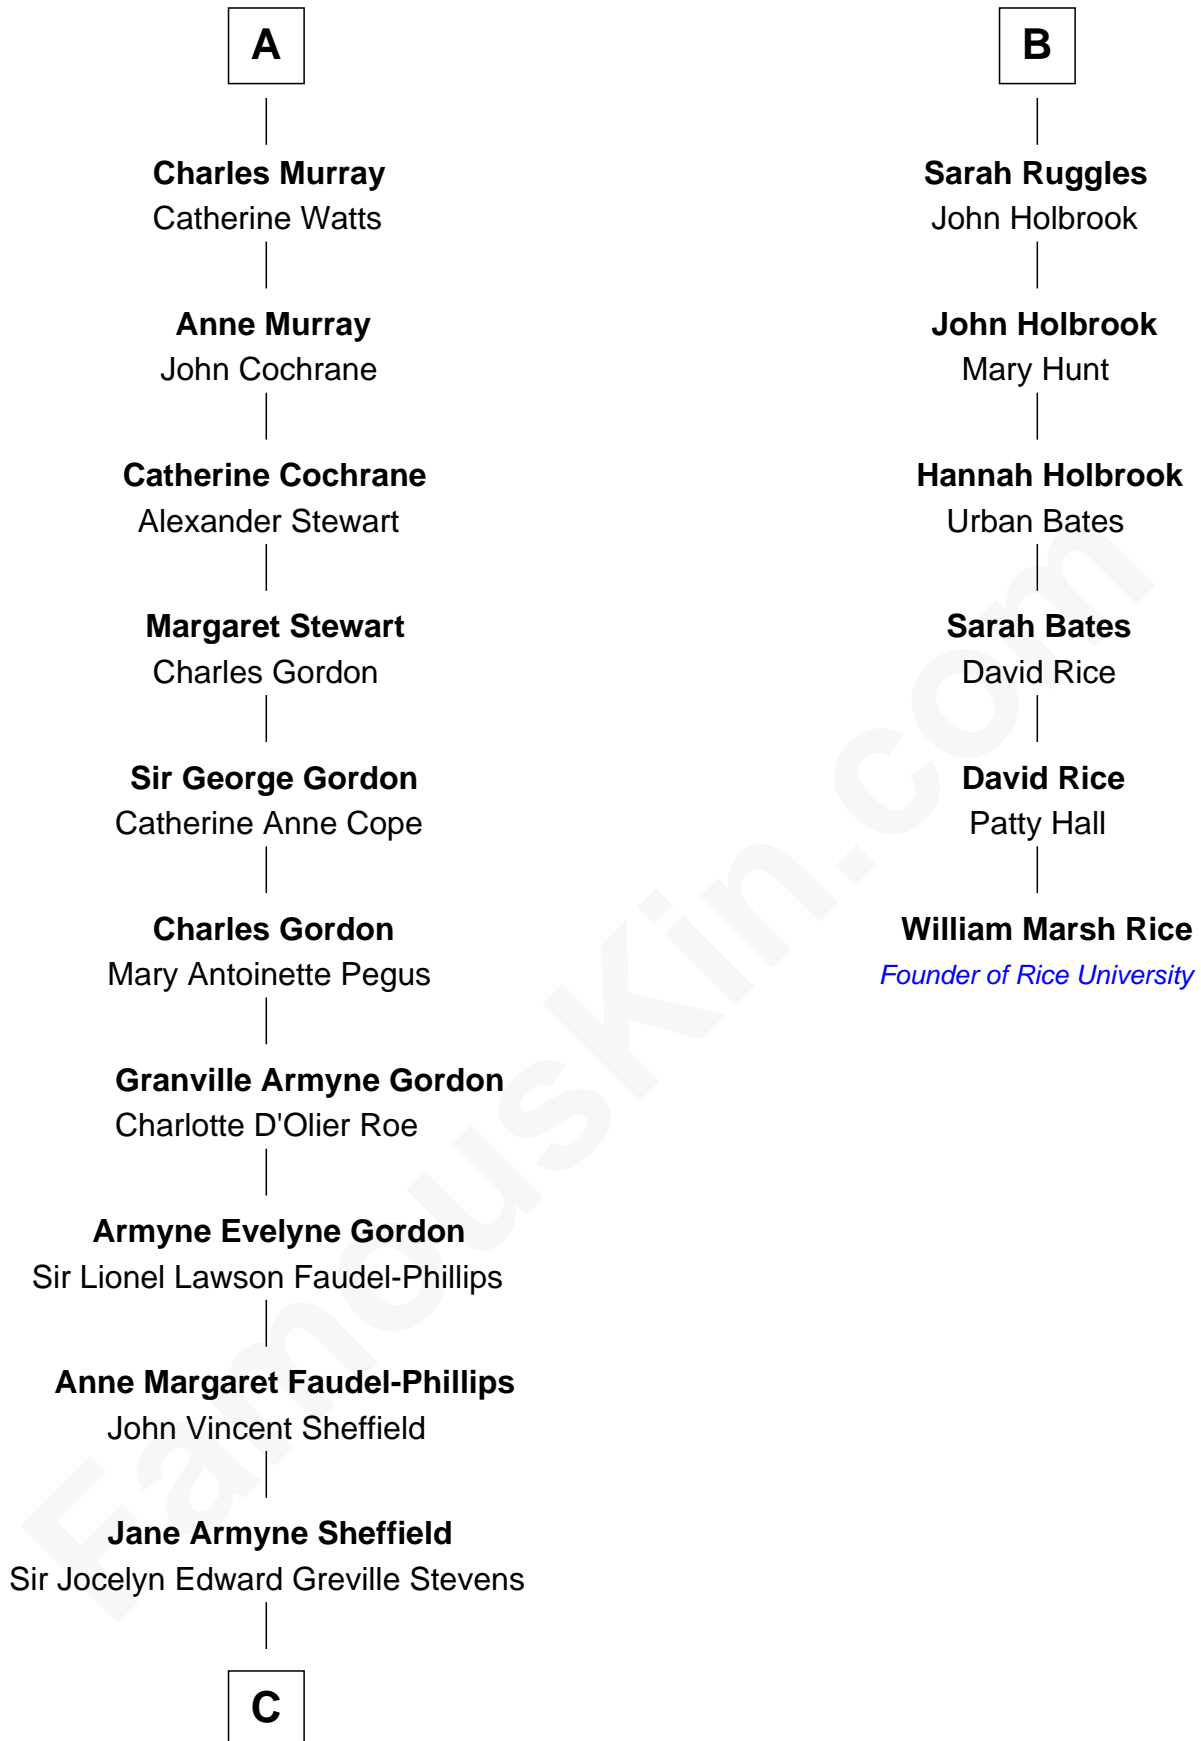 A
Charles Murray
Catherine Watts
Anne Murray
John Cochrane
Catherine Cochrane
Alexander Stewart
Margaret Stewart
Charles Gordon
Sir George Gordon
Catherine Anne Cope
Charles Gordon
Mary Antoinette Pegus
Granville Armyne Gordon
Charlotte D'Olier Roe
Armyne Evelyne Gordon
Sir Lionel Lawson Faudel-Phillips
Anne Margaret Faudel-Phillips
John Vincent Sheffield
Jane Armyne Sheffield
Sir Jocelyn Edward Greville Stevens
C
B
Sarah Ruggles
John Holbrook
John Holbrook
Mary Hunt
Hannah Holbrook
Urban Bates
Sarah Bates
David Rice
David Rice
Patty Hall
William Marsh Rice
Founder of Rice University
FamousKin.com